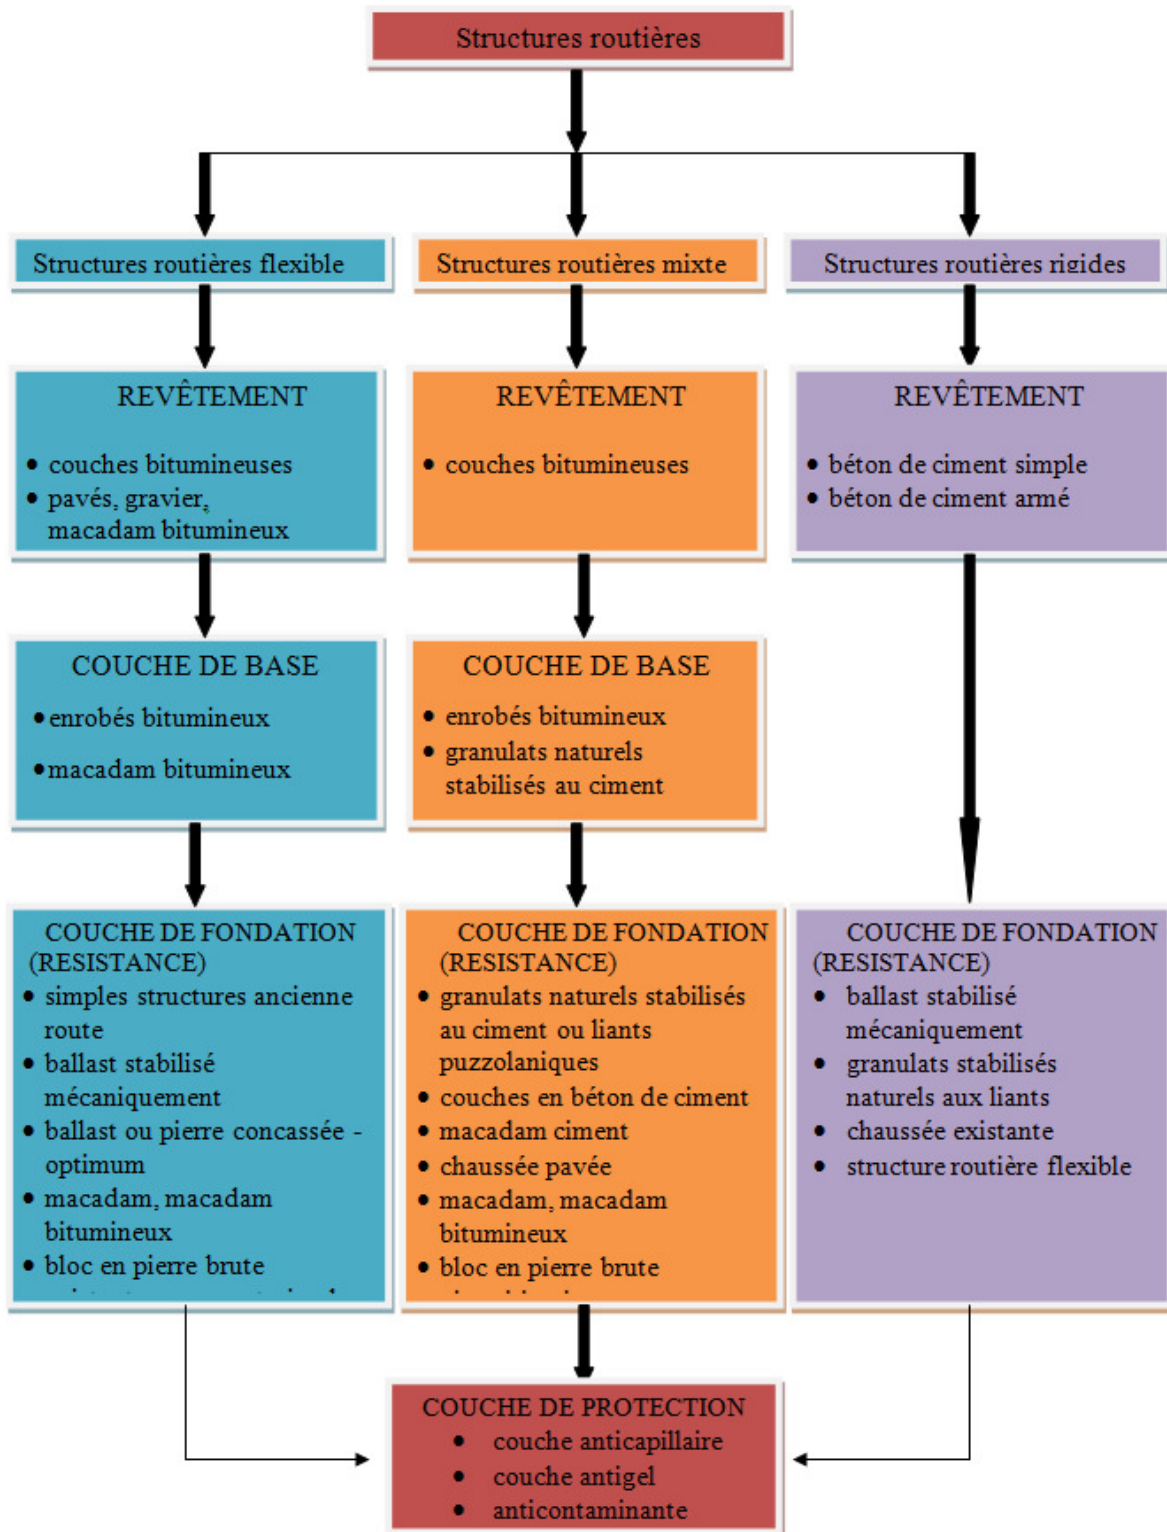 Structures routières
Structures routières flexible
Structures routières mixte
Structures routières rigides
REVÊTEMENT
• couches bitumineuses
• pavés, gravier,
macadam bitumineux
REVÊTEMENT
• couches bitumineuses
REVÊTEMENT
• béton de ciment simple
• béton de ciment armé
COUCHE DE BASE
• enrobés bitumineux
• macadam bitumineux
COUCHE DE BASE
• enrobés bitumineux
• granulats naturels
stabilisés au ciment
COUCHE DE FONDATION
(RESISTANCE)
• simples structures ancienne
route
• ballast stabilisé
mécaniquement
• ballast ou pierre concassée -
optimum
• macadam, macadam
bitumineux
• bloc en pierre brute
COUCHE DE FONDATION
(RESISTANCE)
• granulats naturels stabilisés
au ciment ou liants
puzzolaniques
• couches en béton de ciment
• macadam ciment
• chaussée pavée
• macadam, macadam
bitumineux
• bloc en pierre brute
COUCHE DE FONDATION
(RESISTANCE)
• ballast stabilisé
mécaniquement
• granulats stabilisés
naturels aux liants
• chaussée existante
• structure routière flexible
COUCHE DE PROTECTION
• couche anticapillaire
• couche antigel
• anticontaminante